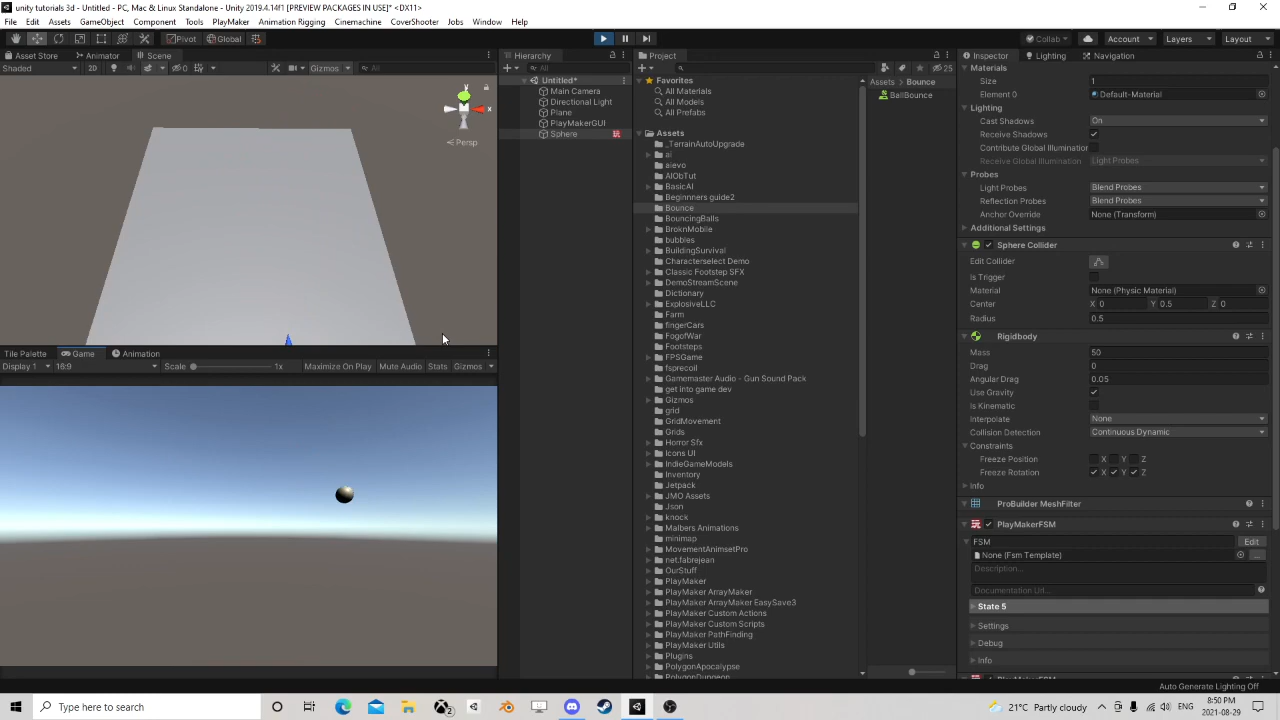 unity tutorials 3d - Untitled - PC, Mac & Linux Standalone - Unity 2019.4.14f1 [PREVIEW PACKAGES IN USE]* <DX11>
File Edit Assets GameObject Component Tools PlayMaker Animation Rigging Cinemachine Jobs Window Help
Pivot Global Collab Account Layers Layout
Asset Store Animator Scene
Shaded 2D 0 Gizmos All
y
x
Persp
Tile Palette Game Animation
Display 1 16:9 Scale 1x Maximize On Play Mute Audio Stats Gizmos
Hierarchy
All
Untitled*
Main Camera
Directional Light
Plane
PlayMakerGUI
Sphere
Project
25
Favorites
All Materials
All Models
All Prefabs
Assets
_TerrainAutoUpgrade
ai
aievo
AIObTut
BasicAI
Beginnners guide2
Bounce
BouncingBalls
BroknMobile
bubbles
BuildingSurvival
Characterselect Demo
Classic Footstep SFX
DemoStreamScene
Dictionary
ExplosiveLLC
Farm
fingerCars
FogofWar
Footsteps
FPSGame
fsprecoil
Gamemaster Audio - Gun Sound Pack
get into game dev
Gizmos
grid
GridMovement
Grids
Horror Sfx
Icons UI
IndieGameModels
Inventory
Jetpack
JMO Assets
Json
knock
Malbers Animations
minimap
MovementAnimsetPro
net.fabrejean
OurStuff
PlayMaker
PlayMaker ArrayMaker
PlayMaker ArrayMaker EasySave3
PlayMaker Custom Actions
PlayMaker Custom Scripts
PlayMaker PathFinding
PlayMaker Utils
Plugins
PolygonApocalypse
PolygonDungeon
Assets Bounce
BallBounce
Inspector Lighting Navigation
Materials
Size 1
Element 0 Default-Material
Lighting
Cast Shadows On
Receive Shadows
Contribute Global Illumination
Receive Global Illumination Light Probes
Probes
Light Probes Blend Probes
Reflection Probes Blend Probes
Anchor Override None (Transform)
Additional Settings
Sphere Collider
Edit Collider
Is Trigger
Material None (Physic Material)
Center X 0 Y 0.5 Z 0
Radius 0.5
Rigidbody
Mass 50
Drag 0
Angular Drag 0.05
Use Gravity
Is Kinematic
Interpolate None
Collision Detection Continuous Dynamic
Constraints
Freeze Position X Y Z
Freeze Rotation X Y Z
Info
ProBuilder MeshFilter
PlayMakerFSM
FSM Edit
None (Fsm Template) ...
Description...
Documentation Url...
State 5
Settings
Debug
Info
PlayMakerFSM
Auto Generate Lighting Off
Type here to search
21°C Partly cloudy ENG 8:50 PM
2021-08-29